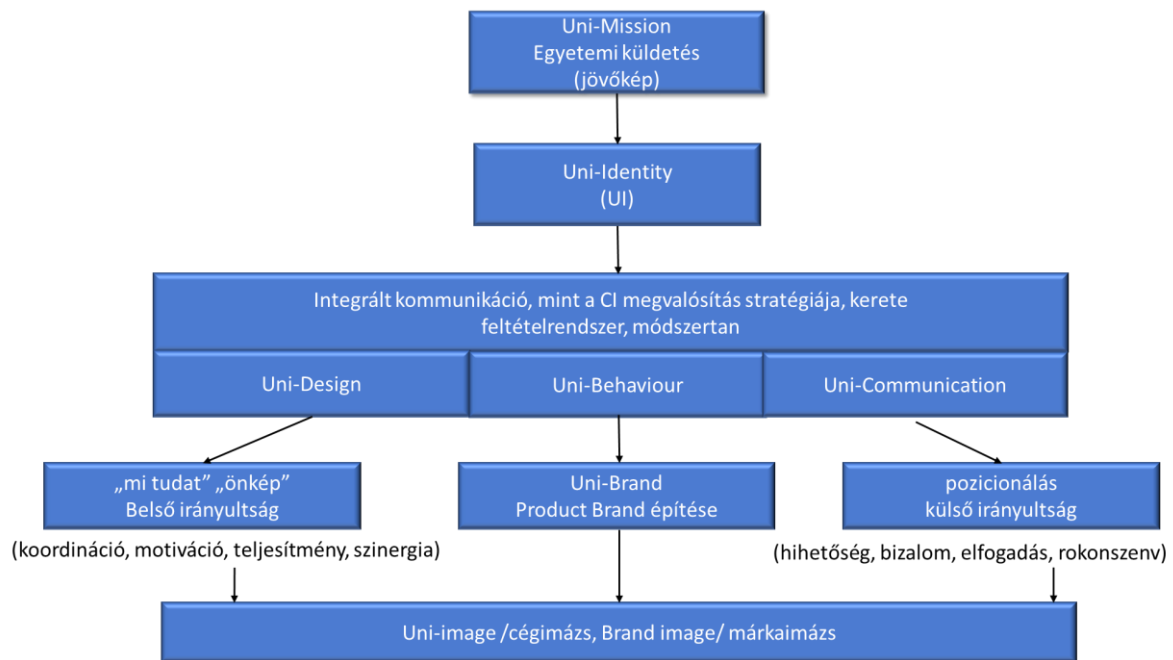 Uni-Mission
Egyetemi küldetés
(jövőkép)
Uni-Identity
(UI)
Integrált kommunikáció, mint a CI megvalósítás stratégiája, kerete
feltételrendszer, módszertan
Uni-Design
Uni-Behaviour
Uni-Communication
„mi tudat” „önkép”
Belső irányultság
Uni-Brand
Product Brand építése
pozicionálás
külső irányultság
(koordináció, motiváció, teljesítmény, szinergia)
(hihetőség, bizalom, elfogadás, rokonszenv)
Uni-image /cégimázs, Brand image/ márkaimázs